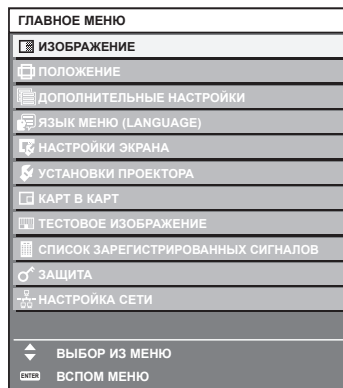 ГЛАВНОЕ МЕНЮ
ИЗОБРАЖЕНИЕ
ПОЛОЖЕНИЕ
ДОПОЛНИТЕЛЬНЫЕ НАСТРОЙКИ
ЯЗЫК МЕНЮ (LANGUAGE)
НАСТРОЙКИ ЭКРАНА
УСТАНОВКИ ПРОЕКТОРА
КАРТ В КАРТ
ТЕСТОВОЕ ИЗОБРАЖЕНИЕ
СПИСОК ЗАРЕГИСТРИРОВАННЫХ СИГНАЛОВ
ЗАЩИТА
НАСТРОЙКА СЕТИ
ВЫБОР ИЗ МЕНЮ
ENTER ВСПОМ МЕНЮ